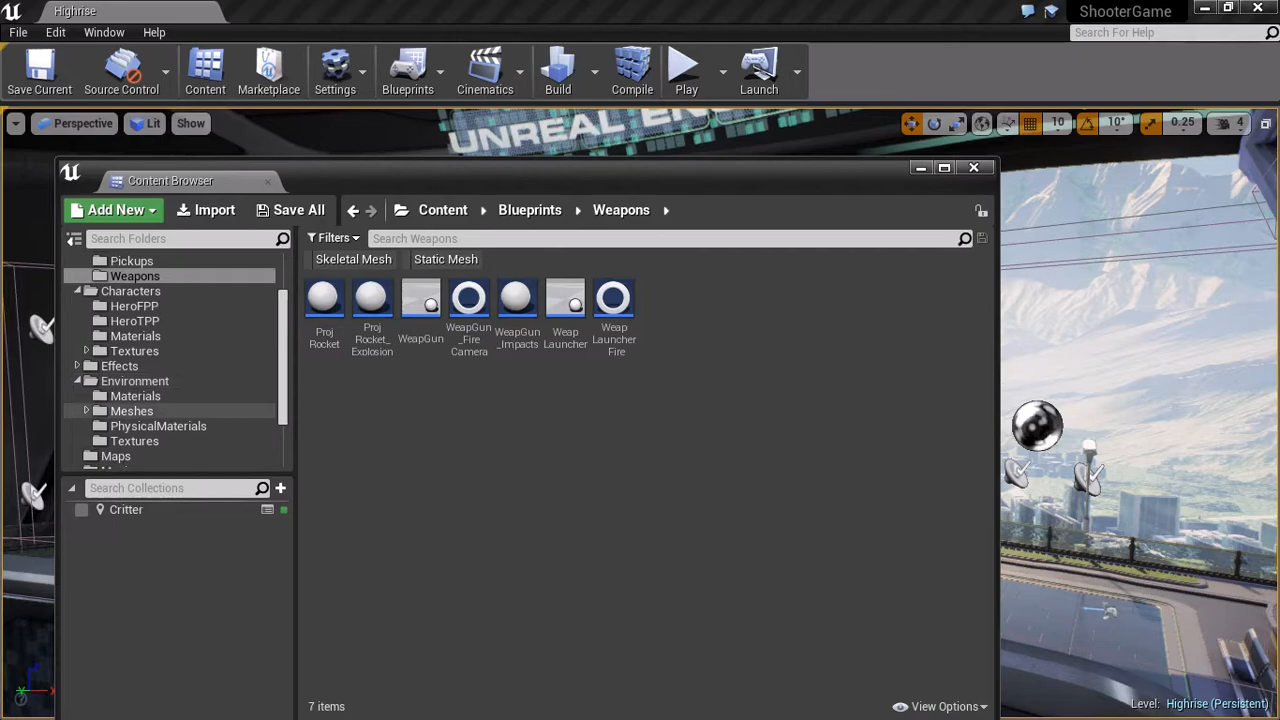 Highrise
ShooterGame
File Edit Window Help
Search For Help
Save Current Source Control Content Marketplace Settings Blueprints Cinematics Build Compile Play Launch
UNREAL EN
Perspective Lit Show
10 10° 0.25 4
Content Browser
Add New Import Save All Content Blueprints Weapons
Search Folders
Filters Search Weapons
Skeletal Mesh Static Mesh
Pickups
Weapons
Characters
HeroFPP
HeroTPP
Materials
Textures
Effects
Environment
Materials
Meshes
PhysicalMaterials
Textures
Maps
Proj
Rocket
Proj
Rocket_
Explosion
WeapGun
WeapGun
_Fire
Camera
WeapGun
_Impacts
Weap
Launcher
Weap
Launcher
Fire
Search Collections
Critter
7 items
View Options
Level: Highrise (Persistent)